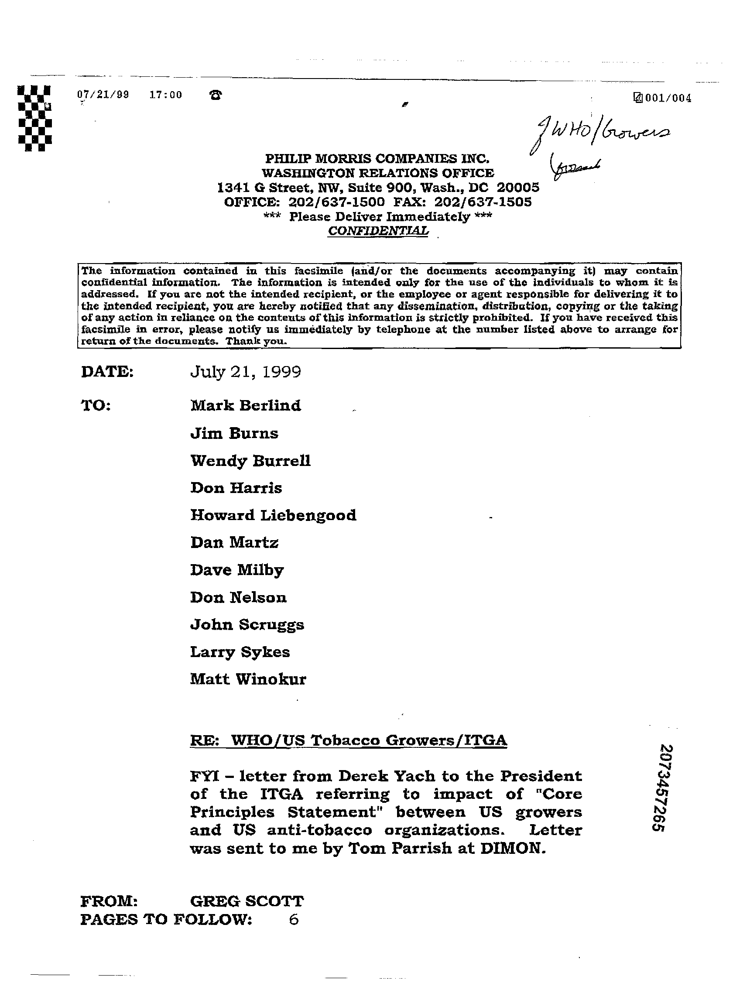 07/21/99 17:00 ☎ 001/004
WHO/Growers
PHILIP MORRIS COMPANIES INC.
WASHINGTON RELATIONS OFFICE
1341 G Street, NW, Suite 900, Wash., DC 20005
OFFICE: 202/637-1500 FAX: 202/637-1505
*** Please Deliver Immediately ***
CONFIDENTIAL
The information contained in this facsimile (and/or the documents accompanying it) may contain
confidential information. The information is intended only for the use of the individuals to whom it is
addressed. If you are not the intended recipient, or the employee or agent responsible for delivering it to
the intended recipient, you are hereby notified that any dissemination, distribution, copying or the taking
of any action in reliance on the contents of this information is strictly prohibited. If you have received this
facsimile in error, please notify us immediately by telephone at the number listed above to arrange for
return of the documents. Thank you.
DATE: July 21, 1999
TO: Mark Berlind
Jim Burns
Wendy Burrell
Don Harris
Howard Liebengood
Dan Martz
Dave Milby
Don Nelson
John Scruggs
Larry Sykes
Matt Winokur
RE: WHO/US Tobacco Growers/ITGA
FYI – letter from Derek Yach to the President
of the ITGA referring to impact of "Core
Principles Statement" between US growers
and US anti-tobacco organizations. Letter
was sent to me by Tom Parrish at DIMON.
FROM: GREG SCOTT
PAGES TO FOLLOW: 6
2073457265